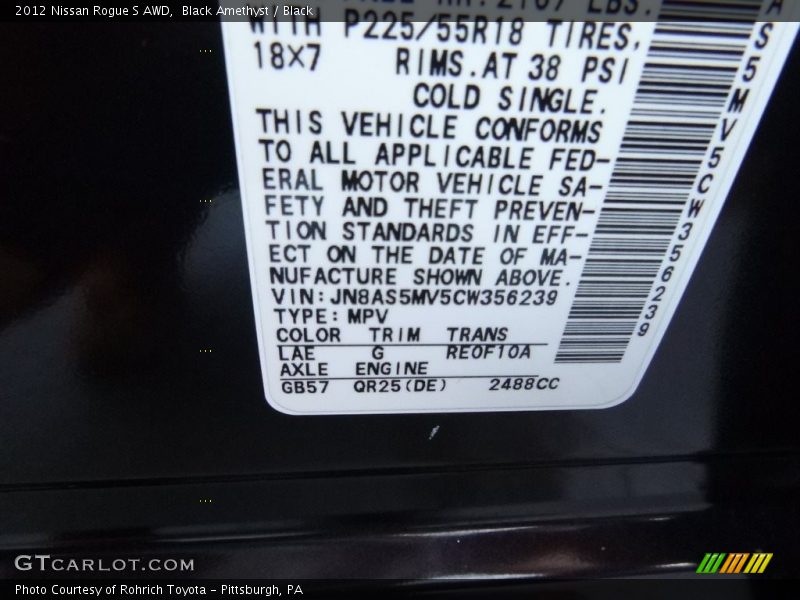 2012 Nissan Rogue S AWD, Black Amethyst / Black
2167 LBS.
WITH P225/55R18 TIRES,
18X7 RIMS.AT 38 PSI
COLD SINGLE.
THIS VEHICLE CONFORMS
TO ALL APPLICABLE FED-
ERAL MOTOR VEHICLE SA-
FETY AND THEFT PREVEN-
TION STANDARDS IN EFF-
ECT ON THE DATE OF MA-
NUFACTURE SHOWN ABOVE.
VIN:JN8AS5MV5CW356239
TYPE:MPV
COLOR TRIM TRANS
LAE G RE0F10A
AXLE ENGINE
GB57 QR25(DE) 2488CC
AS5MV5CW356239
GTCARLOT.COM
Photo Courtesy of Rohrich Toyota - Pittsburgh, PA